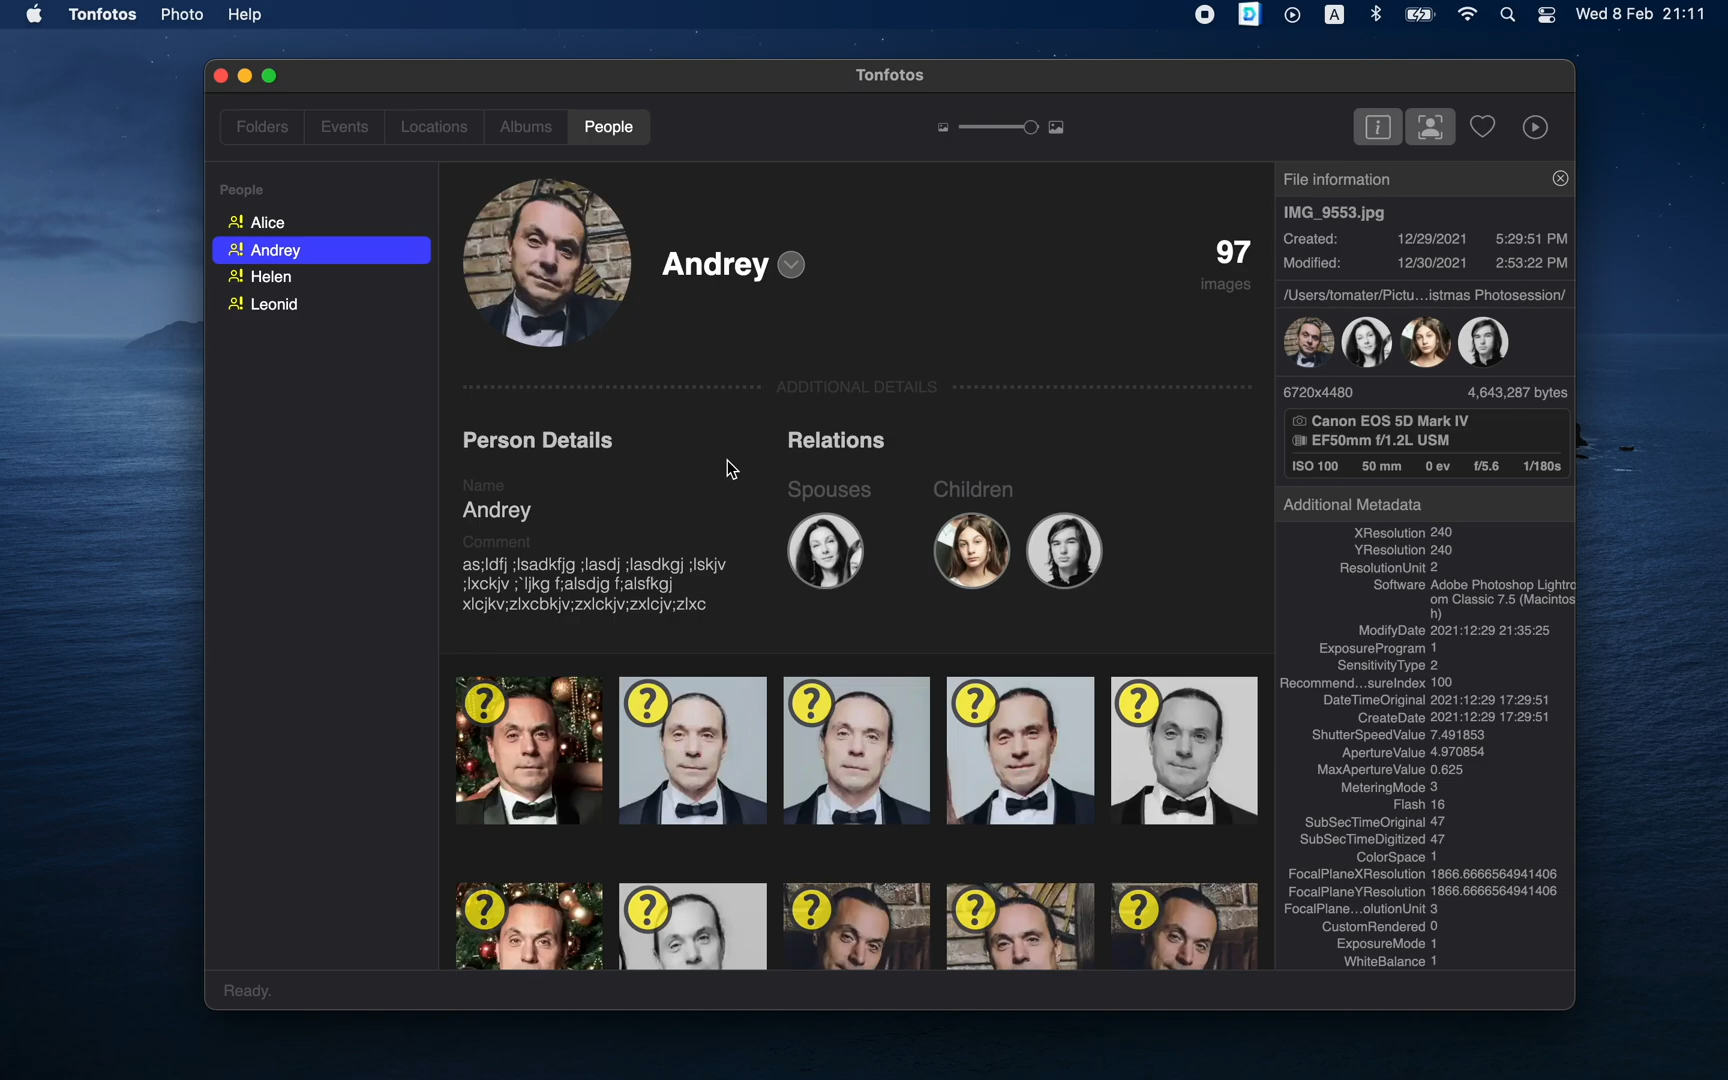 Tonfotos Photo Help
A
Wed 8 Feb 21:11
Tonfotos
Folders Events Locations Albums People
i
People
Alice
Andrey
Helen
Leonid
Andrey
97
images
ADDITIONAL DETAILS
Person Details
Relations
Name
Andrey
Comment
as;ldfj ;lsadkfjg ;lasdj ;lasdkgj ;lskjv
;lxckjv ;`ljkg f;alsdjg f;alsfkgj
xlcjkv;zlxcbkjv;zxlckjv;zxlcjv;zlxc
Spouses
Children
?
?
?
?
?
?
?
?
?
?
File information
IMG_9553.jpg
Created: 12/29/2021 5:29:51 PM
Modified: 12/30/2021 2:53:22 PM
/Users/tomater/Pictu...istmas Photosession/
6720x4480 4,643,287 bytes
Canon EOS 5D Mark IV
EF50mm f/1.2L USM
ISO 100 50 mm 0 ev f/5.6 1/180s
Additional Metadata
XResolution 240
YResolution 240
ResolutionUnit 2
Software Adobe Photoshop Lightro
om Classic 7.5 (Macintos
h)
ModifyDate 2021:12:29 21:35:25
ExposureProgram 1
SensitivityType 2
Recommend...sureIndex 100
DateTimeOriginal 2021:12:29 17:29:51
CreateDate 2021:12:29 17:29:51
ShutterSpeedValue 7.491853
ApertureValue 4.970854
MaxApertureValue 0.625
MeteringMode 3
Flash 16
SubSecTimeOriginal 47
SubSecTimeDigitized 47
ColorSpace 1
FocalPlaneXResolution 1866.6666564941406
FocalPlaneYResolution 1866.6666564941406
FocalPlane...olutionUnit 3
CustomRendered 0
ExposureMode 1
WhiteBalance 1
Ready.